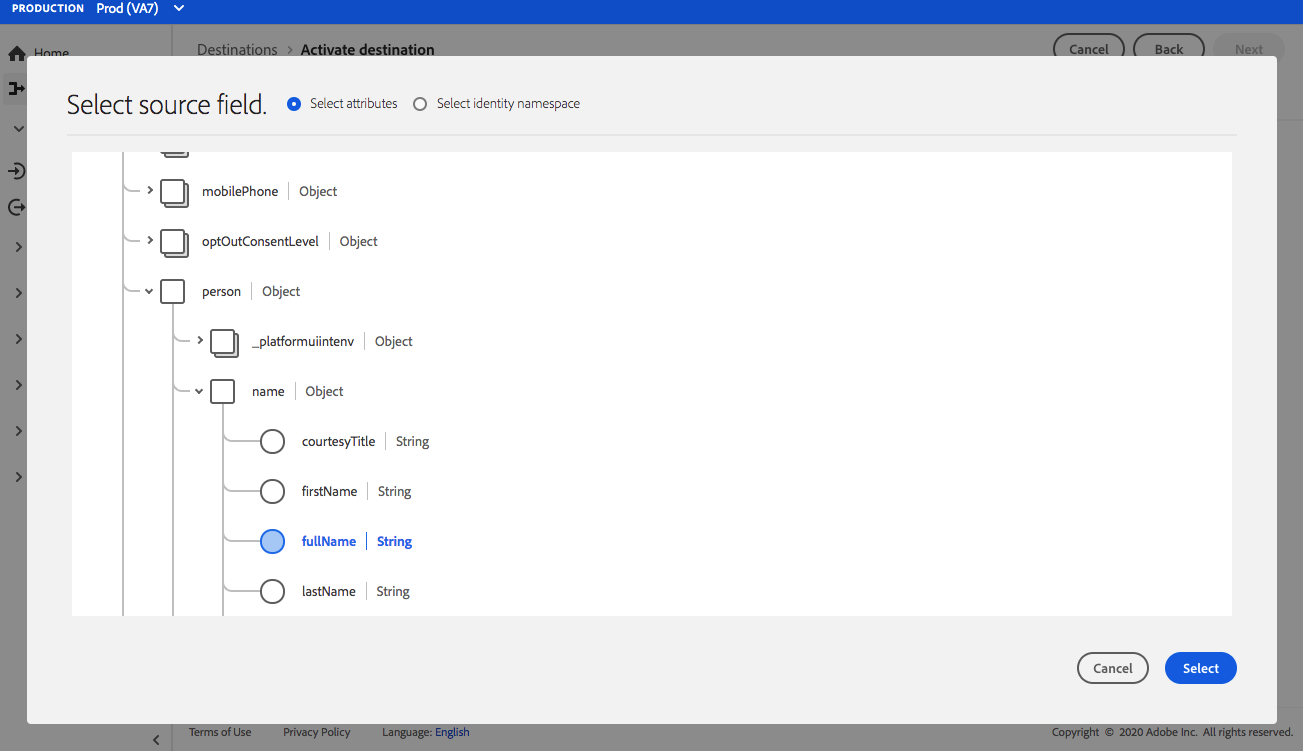 PRODUCTION Prod (VA7)
Home
Destinations > Activate destination
Cancel
Back
Next
Select source field.
Select attributes
Select identity namespace
mobilePhone | Object
optOutConsentLevel | Object
person | Object
_platformuiintenv | Object
name | Object
courtesyTitle | String
firstName | String
fullName | String
lastName | String
Cancel
Select
Terms of Use
Privacy Policy
Language: English
Copyright © 2020 Adobe Inc. All rights reserved.